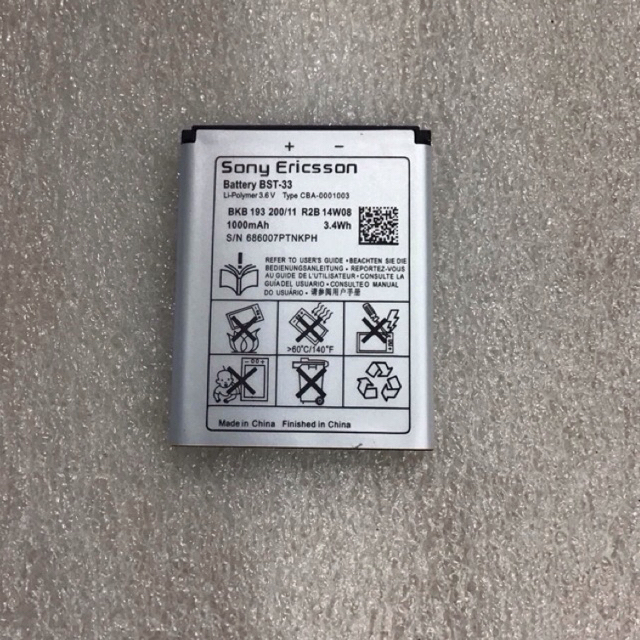 + −
Sony Ericsson
Battery BST-33
Li-Polymer 3.6 V Type CBA-0001003
BKB 193 200/11 R2B 14W08
1000mAh 3.4Wh
S/N 686007PTNKPH
REFER TO USER'S GUIDE • BEACHTEN SIE DIE
BEDIENUNGSANLEITUNG • REPORTEZ-VOUS
AU GUIDE DE L'UTILISATEUR • CONSULTE LA
GUÍA DEL USUARIO • CONSULTE O MANUAL
DO USUÁRIO • 请参阅用户手册
>60°C/140°F
Made in China Finished in China